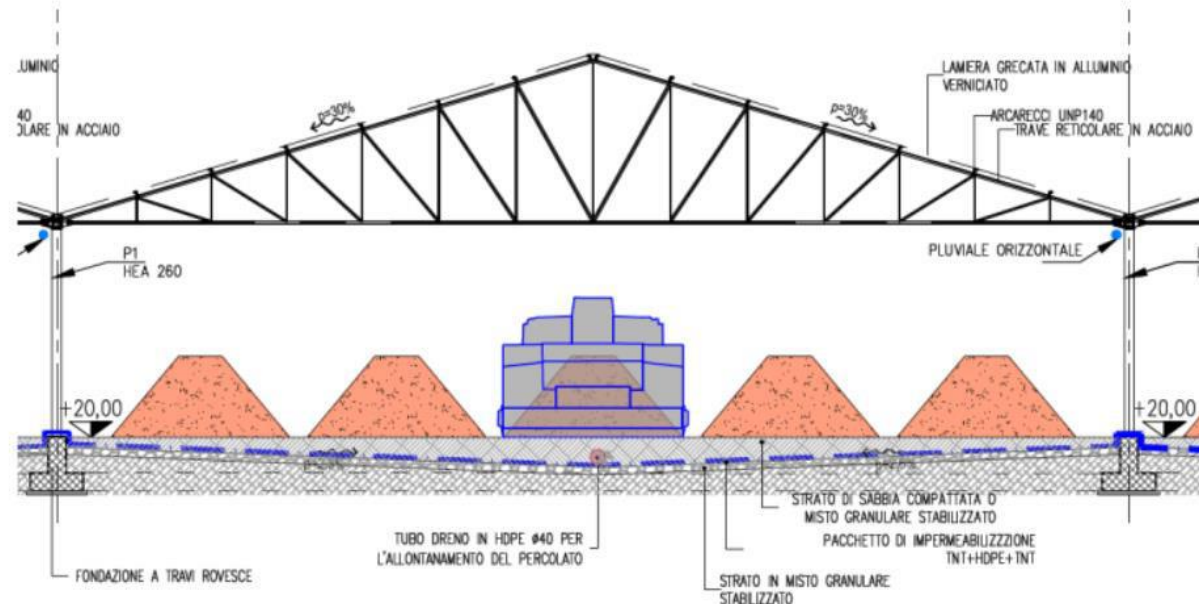 LUMINIO
40
OLARE IN ACCIAIO
p=30%
p=30%
LAMIERA GRECATA IN ALLUMINIO
VERNICIATO
ARCARECCI UNP140
TRAVE RETICOLARE IN ACCIAIO
P1
HEA 260
PLUVIALE ORIZZONTALE
+20,00
+20,00
STRATO DI SABBIA COMPATTATA O
MISTO GRANULARE STABILIZZATO
TUBO DRENO IN HDPE ø40 PER
L'ALLONTANAMENTO DEL PERCOLATO
PACCHETTO DI IMPERMEABILIZZZIONE
TNT+HDPE+TNT
FONDAZIONE A TRAVI ROVESCE
STRATO IN MISTO GRANULARE
STABILIZZATO